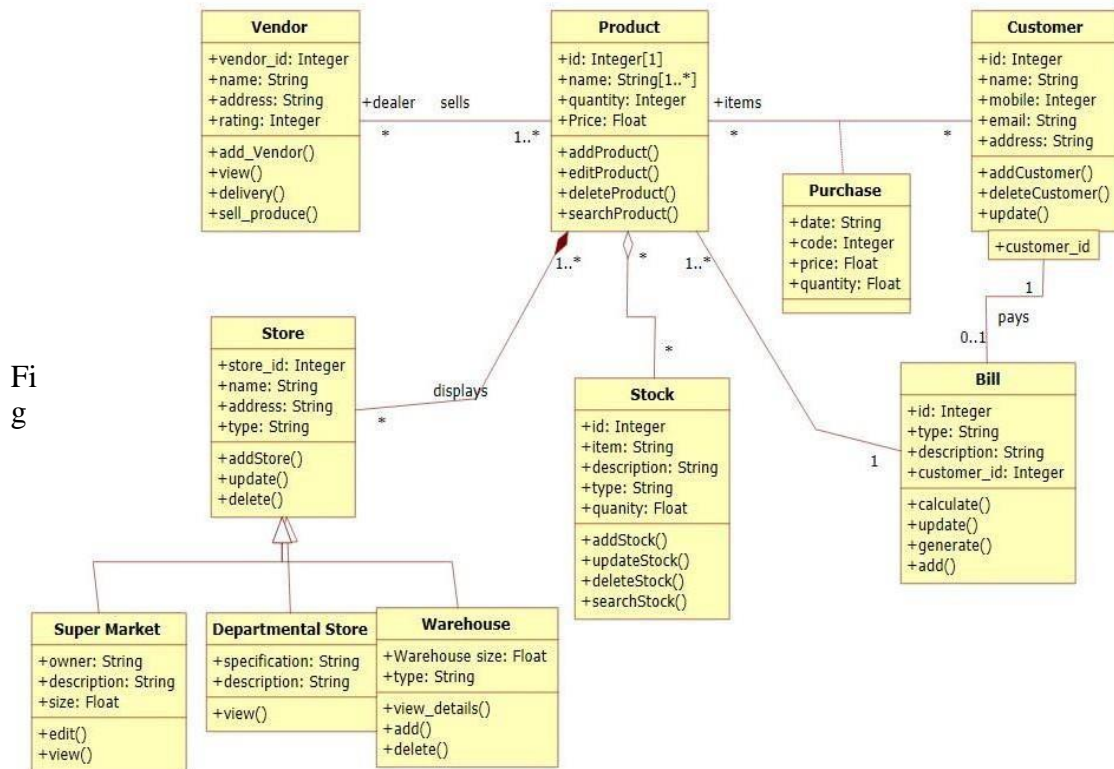 Vendor
+vendor_id: Integer
+name: String
+address: String
+rating: Integer
+add_Vendor()
+view()
+delivery()
+sell_produce()
+dealer
sells
*
1..*
Product
+id: Integer[1]
+name: String[1..*]
+quantity: Integer
+Price: Float
+addProduct()
+editProduct()
+deleteProduct()
+searchProduct()
+items
*
*
Customer
+id: Integer
+name: String
+mobile: Integer
+email: String
+address: String
+addCustomer()
+deleteCustomer()
+update()
+customer_id
Purchase
+date: String
+code: Integer
+price: Float
+quantity: Float
1..*
*
1..*
1
pays
0..1
Store
+store_id: Integer
+name: String
+address: String
+type: String
+addStore()
+update()
+delete()
displays
*
*
Fi
g
Stock
+id: Integer
+item: String
+description: String
+type: String
+quanity: Float
+addStock()
+updateStock()
+deleteStock()
+searchStock()
1
Bill
+id: Integer
+type: String
+description: String
+customer_id: Integer
+calculate()
+update()
+generate()
+add()
Super Market
+owner: String
+description: String
+size: Float
+edit()
+view()
Departmental Store
+specification: String
+description: String
+view()
Warehouse
+Warehouse size: Float
+type: String
+view_details()
+add()
+delete()